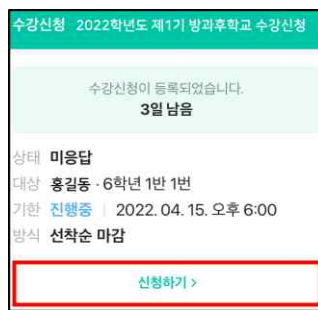 수강신청 2022학년도 제1기 방과후학교 수강신청
수강신청이 등록되었습니다.
3일 남음
상태 미응답
대상 홍길동 · 6학년 1반 1번
기한 진행중 | 2022. 04. 15. 오후 6:00
방식 선착순 마감
신청하기 >